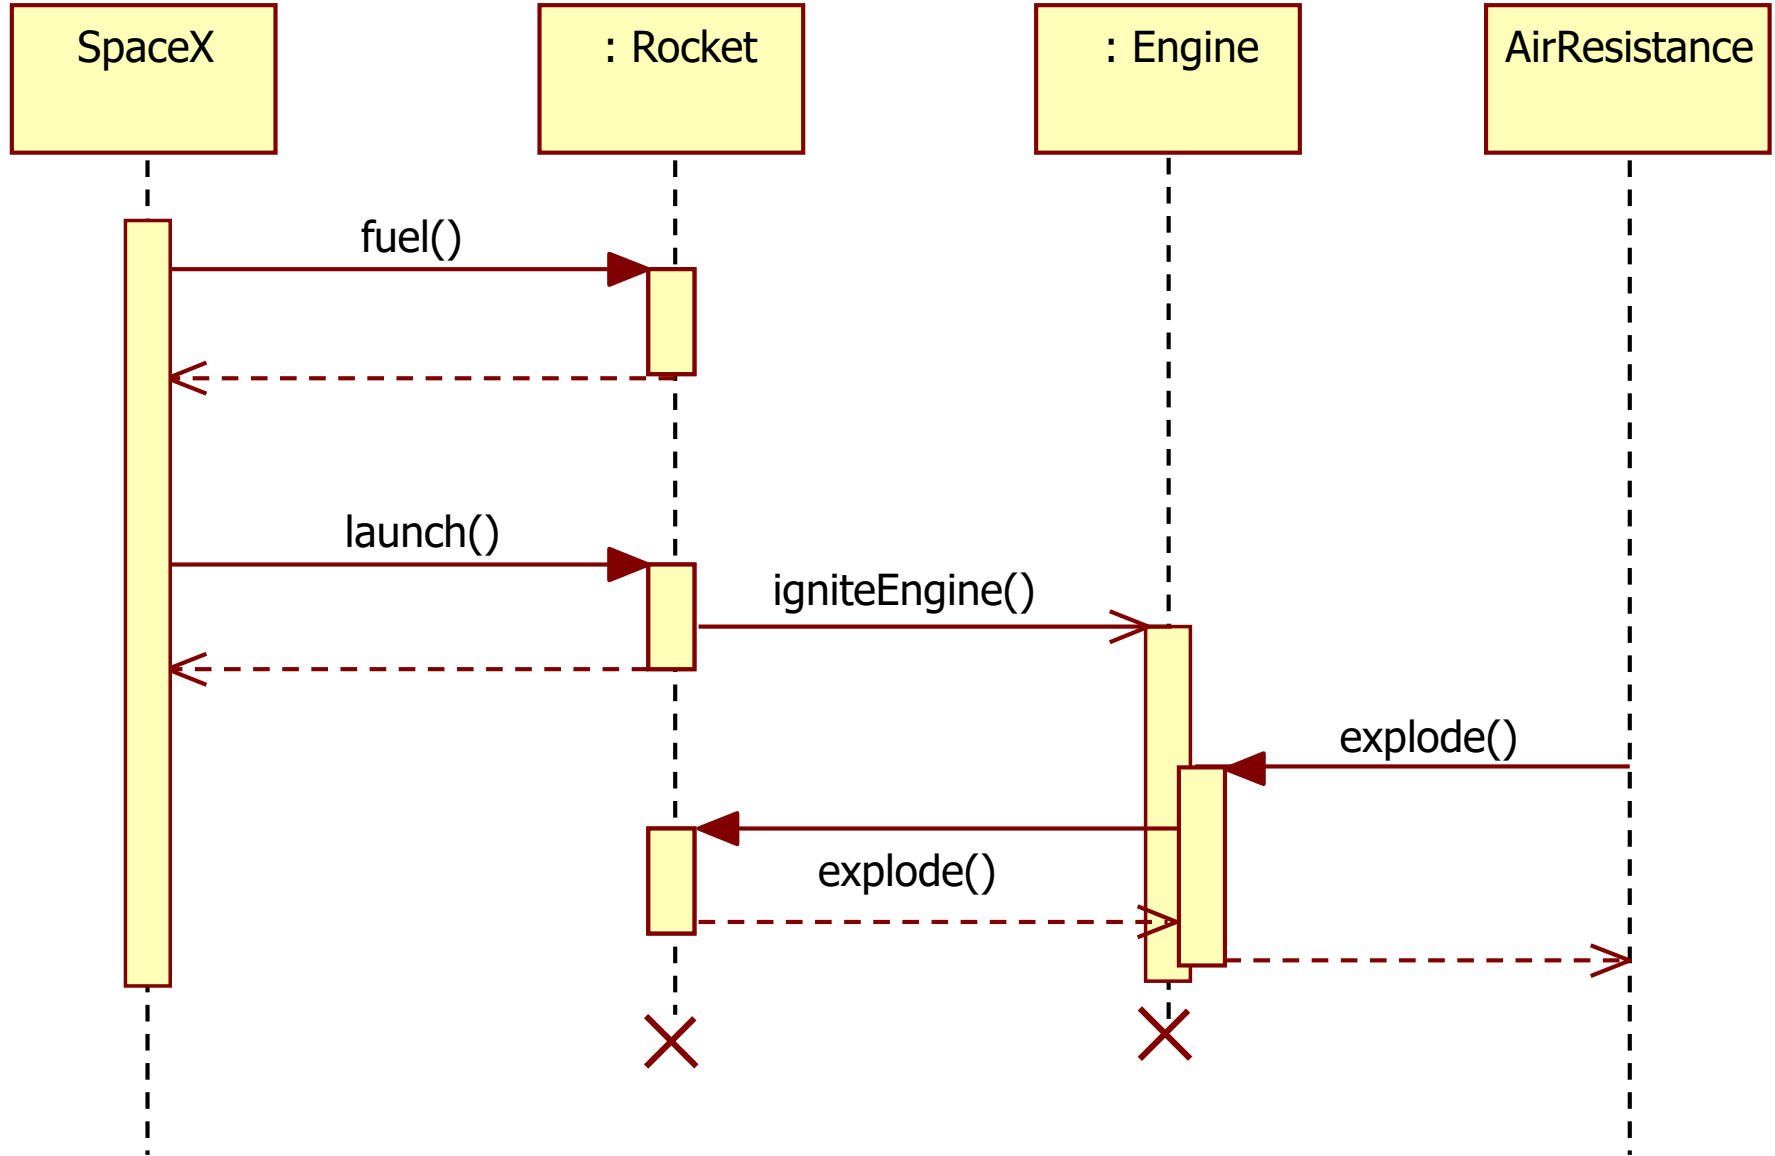 SpaceX
: Rocket
: Engine
AirResistance
fuel()
launch()
igniteEngine()
explode()
explode()